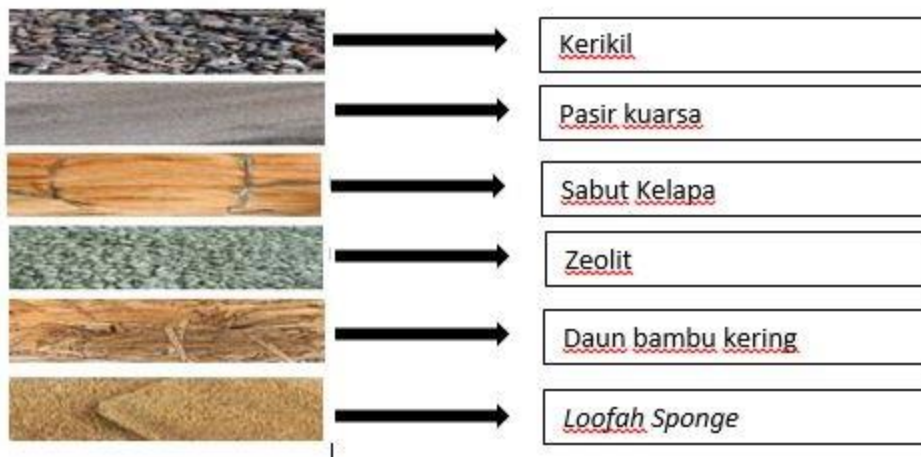 Kerikil
Pasir kuarsa
Sabut Kelapa
Zeolit
Daun bambu kering
Loofah Sponge